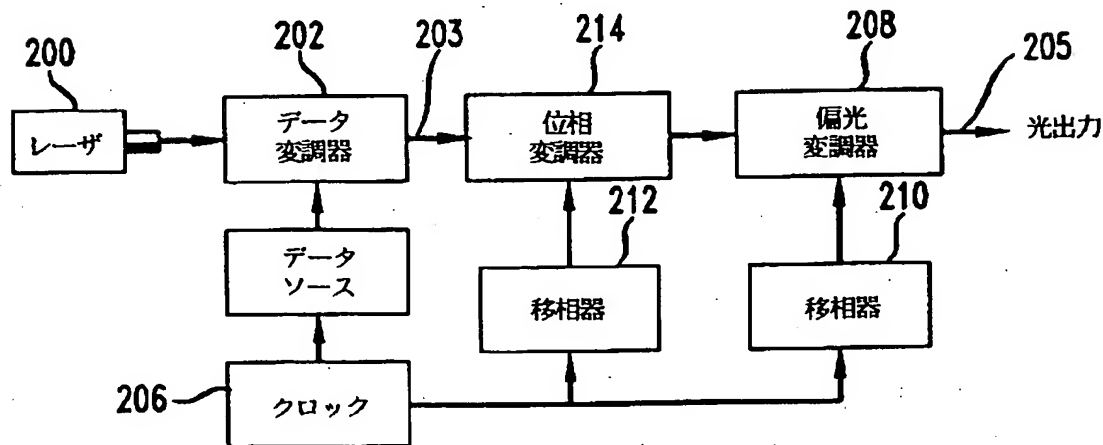 200
202
203
214
208
205
レーザ
データ
変調器
位相
変調器
偏光
変調器
光出力
データ
ソース
212
移相器
210
移相器
206
クロック